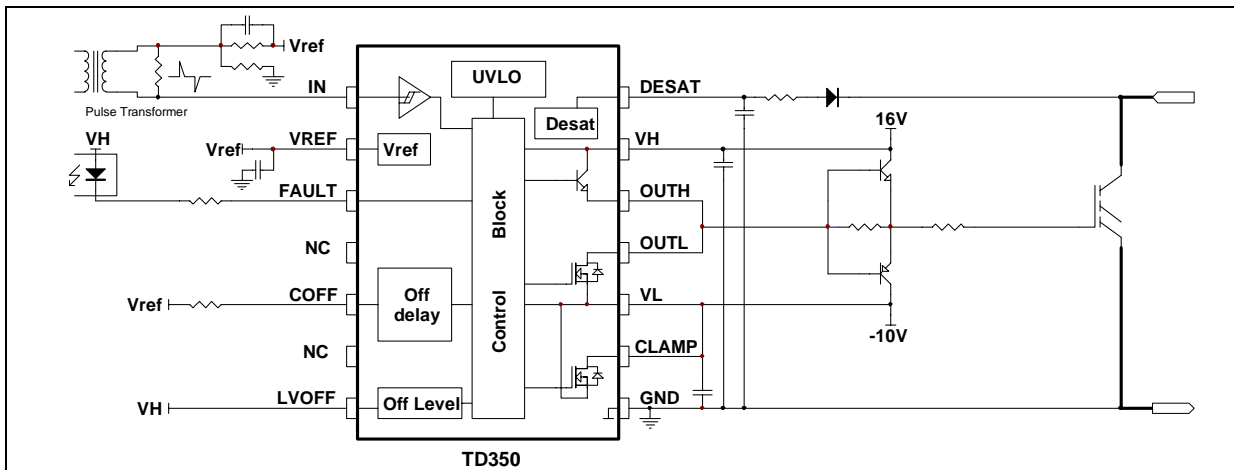 Vref
Pulse Transformer
IN
UVLO
DESAT
Desat
16V
VH
Vref
VREF
Vref
VH
FAULT
OUTH
NC
OUTL
Control Block
Vref
COFF
Off
delay
VL
-10V
NC
CLAMP
VH
LVOFF
Off Level
GND
TD350